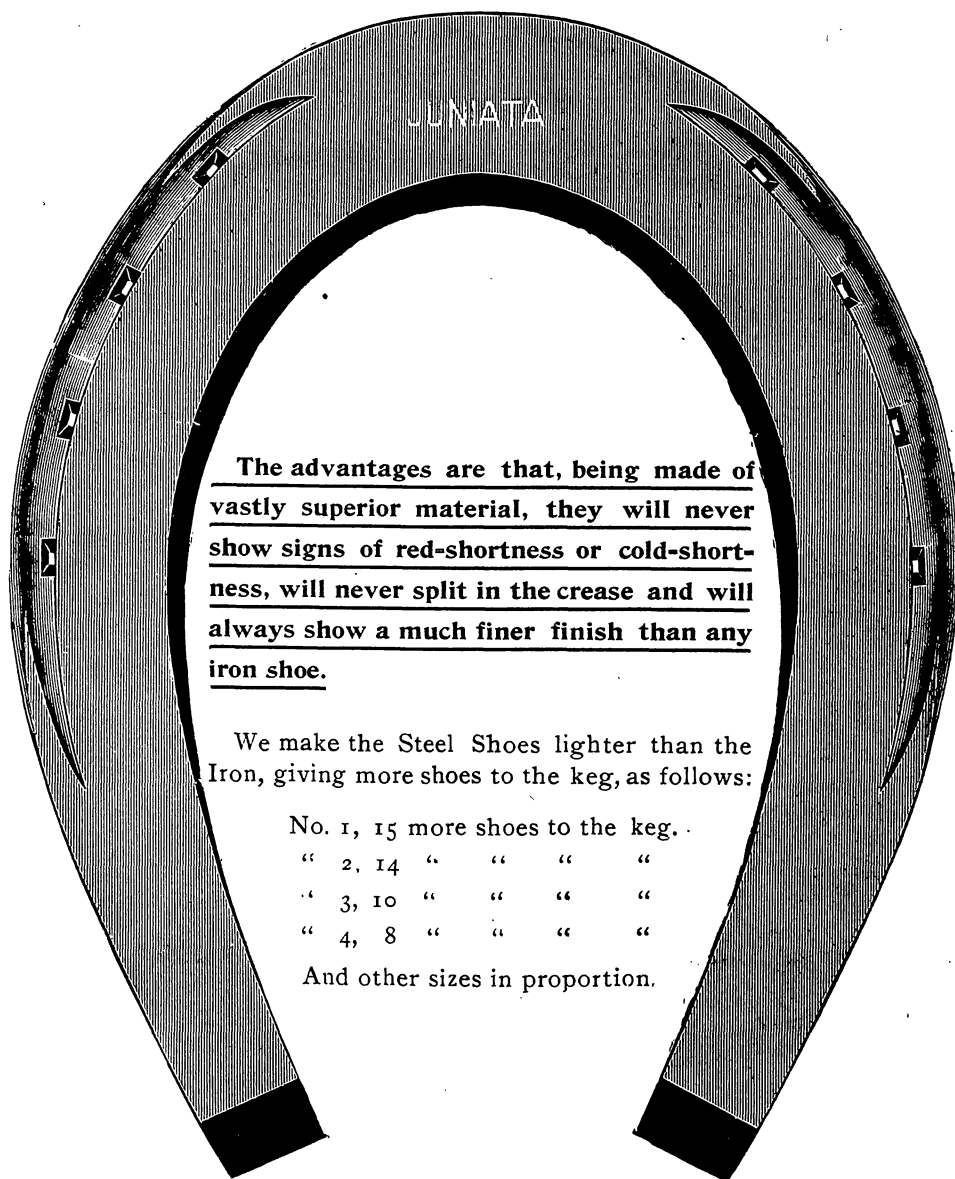 JUNIATA
The advantages are that, being made of
vastly superior material, they will never
show signs of red-shortness or cold-short-
ness, will never split in the crease and will
always show a much finer finish than any
iron shoe.
We make the Steel Shoes lighter than the
Iron, giving more shoes to the keg, as follows:
No. 1, 15 more shoes to the keg.
“ 2, 14 “ “ “ “
“ 3, 10 “ “ “ “
“ 4, 8 “ “ “ “
And other sizes in proportion.